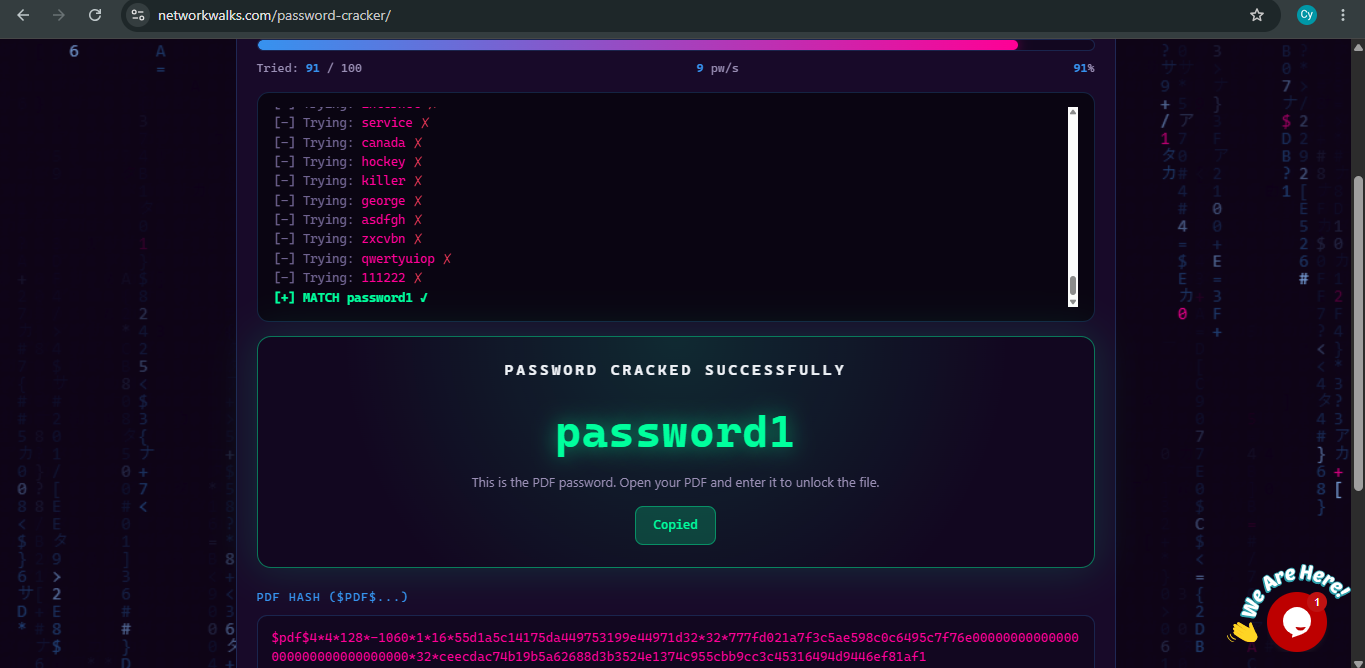 networkwalks.com/password-cracker/
Cy
Tried: 91 / 100
9 pw/s
91%
[-] Trying: service ✗
[-] Trying: canada ✗
[-] Trying: hockey ✗
[-] Trying: killer ✗
[-] Trying: george ✗
[-] Trying: asdfgh ✗
[-] Trying: zxcvbn ✗
[-] Trying: qwertyuiop ✗
[-] Trying: 111222 ✗
[+] MATCH password1 ✓
PASSWORD CRACKED SUCCESSFULLY
password1
This is the PDF password. Open your PDF and enter it to unlock the file.
Copied
PDF HASH ($PDF$...)
$pdf$4*4*128*-1060*1*16*55d1a5c14175da449753199e44971d32*32*777fd021a7f3c5ae598c0c6495c7f76e00000000000000
000000000000000000*32*ceecdac74b19b5a62688d3b3524e1374c955cbb9cc3c45316494d9446ef81af1
We Are Here!
1